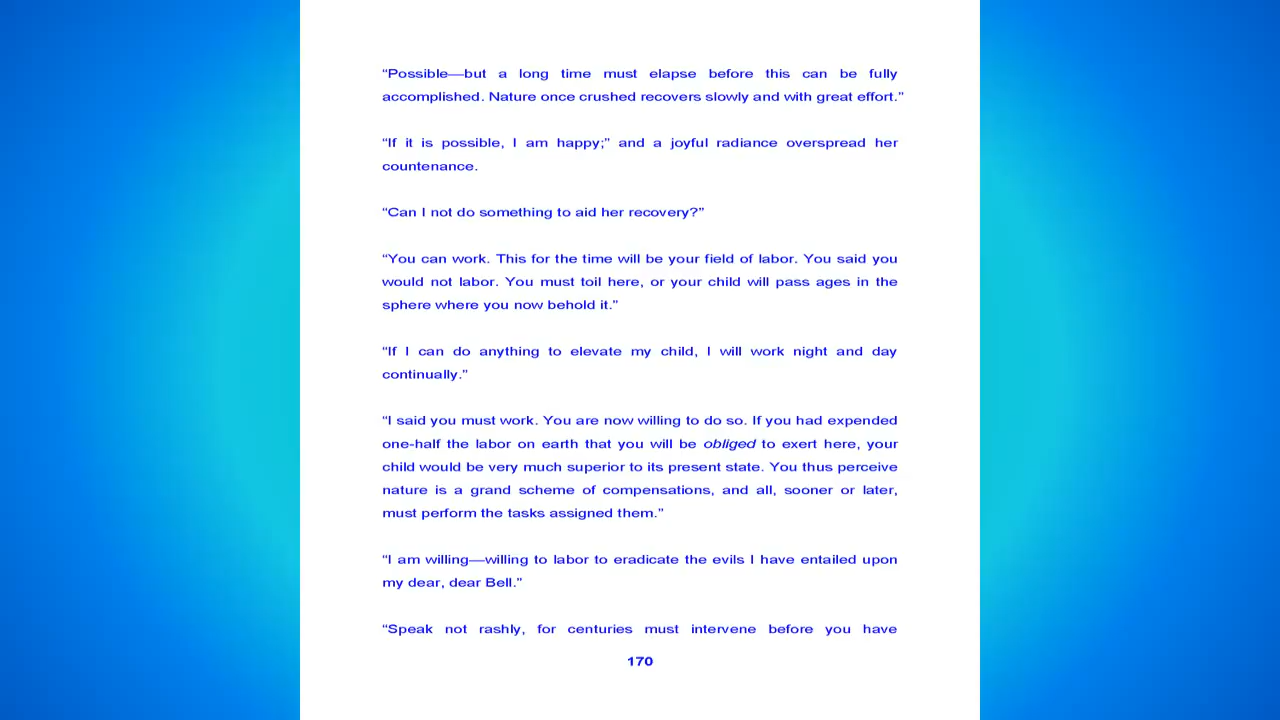 “Possible—but a long time must elapse before this can be fully
accomplished. Nature once crushed recovers slowly and with great effort.”
“If it is possible, I am happy;” and a joyful radiance overspread her
countenance.
“Can I not do something to aid her recovery?”
“You can work. This for the time will be your field of labor. You said you
would not labor. You must toil here, or your child will pass ages in the
sphere where you now behold it.”
“If I can do anything to elevate my child, I will work night and day
continually.”
“I said you must work. You are now willing to do so. If you had expended
one-half the labor on earth that you will be obliged to exert here, your
child would be very much superior to its present state. You thus perceive
nature is a grand scheme of compensations, and all, sooner or later,
must perform the tasks assigned them.”
“I am willing—willing to labor to eradicate the evils I have entailed upon
my dear, dear Bell.”
“Speak not rashly, for centuries must intervene before you have
170